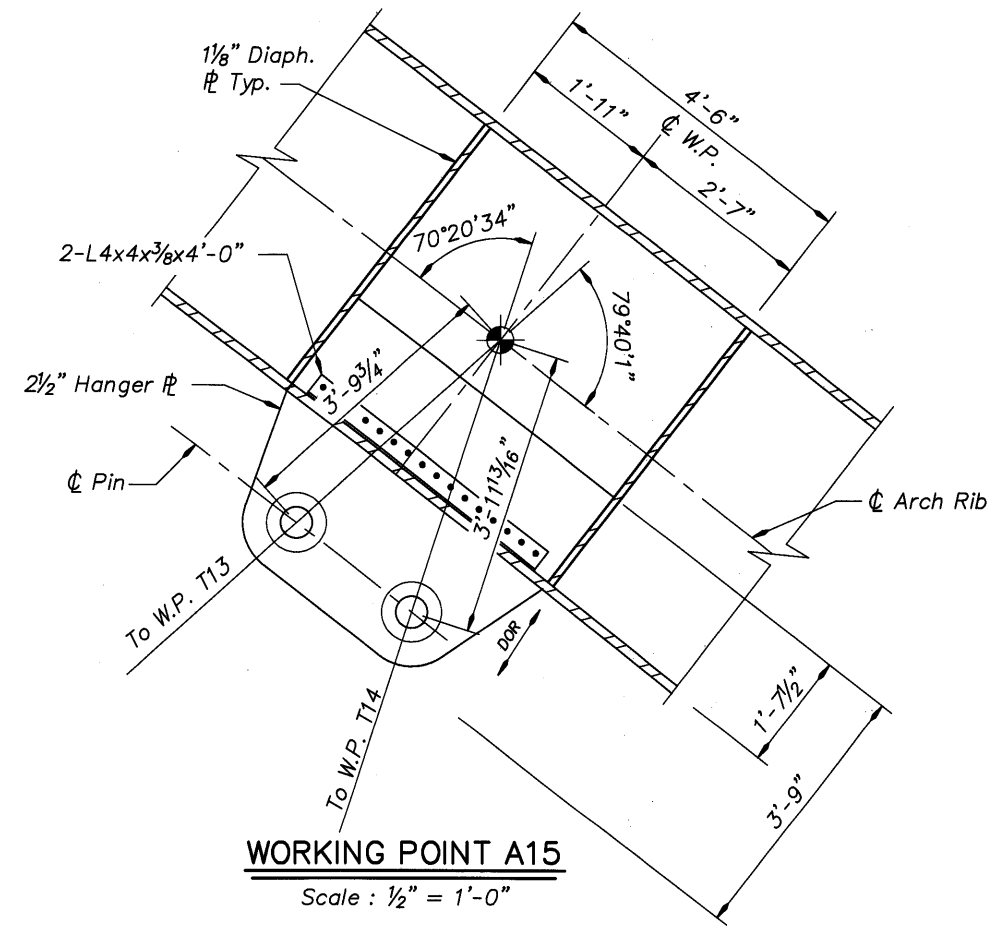 1⅛" Diaph.
℄ W.P.
4'-6"
1'-11"
2'-7"
70°20'34"
79°40'1"
2-L4x4x⅜x4'-0"
3'-9¾"
2½" Hanger
3'-11 13/16"
℄ Pin
℄ Arch Rib
To W.P. T13
DOR
To W.P. T14
1'-7½"
3'-9"
WORKING POINT A15
Scale : ½" = 1'-0"
PL Typ.